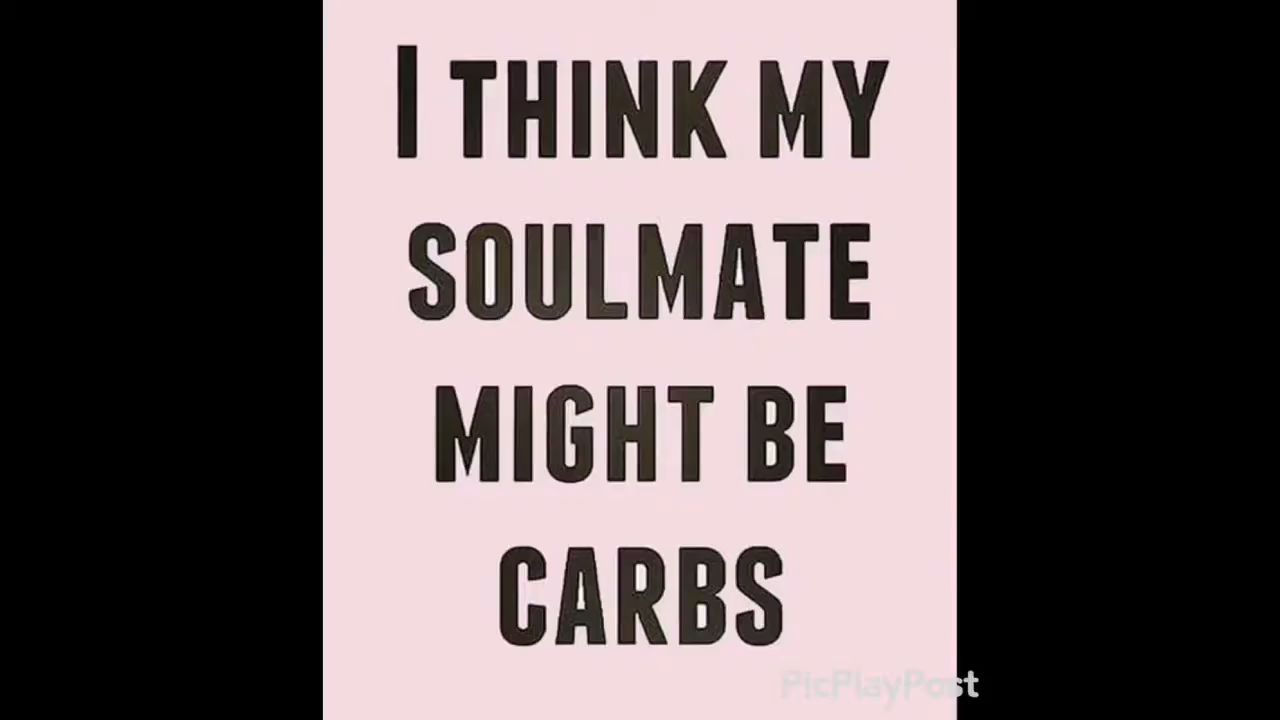 I THINK MY
SOULMATE
MIGHT BE
CARBS
PicPlayPost